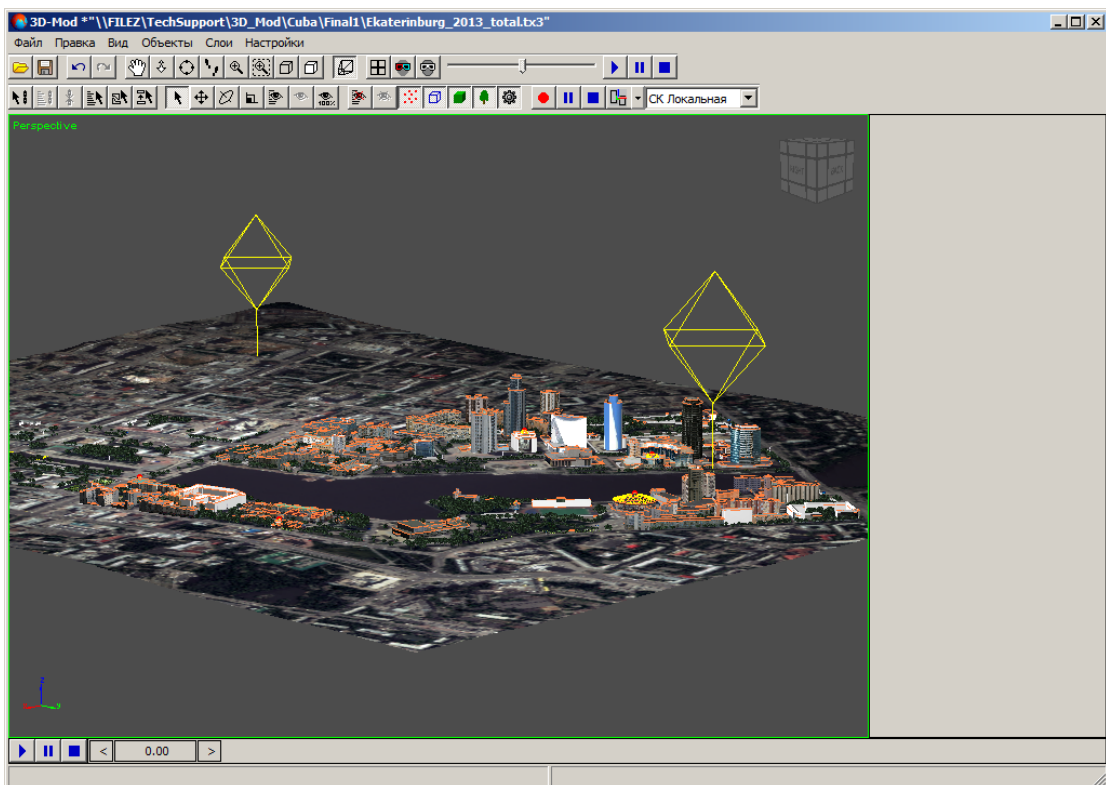 3D-Mod *"\\FILEZ\TechSupport\3D_Mod\Cuba\Final1\Ekaterinburg_2013_total.tx3"
Файл Правка Вид Объекты Слои Настройки
100%
СК Локальная
Perspective
z
y
< 0.00 >